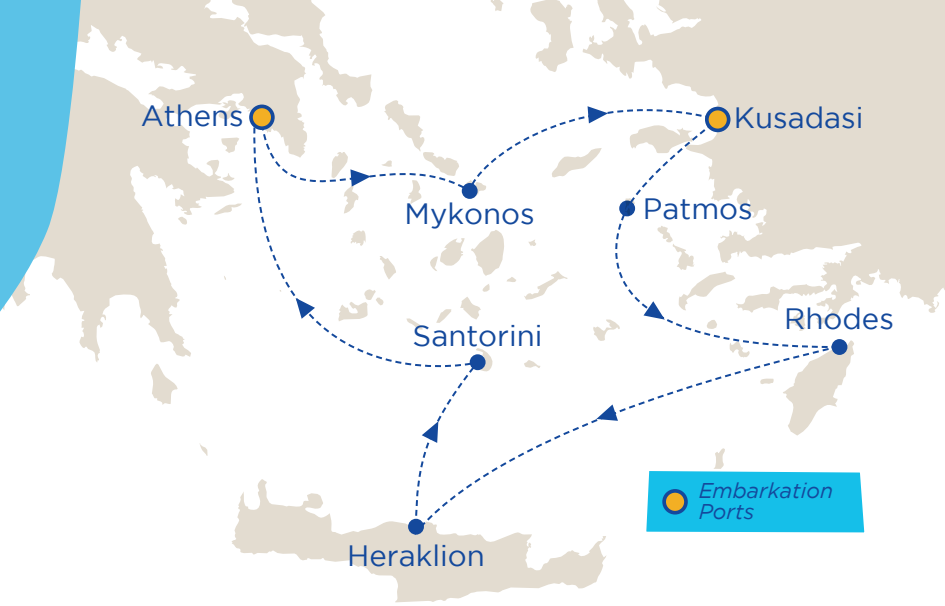 Athens
Kusadasi
Mykonos
Patmos
Rhodes
Santorini
Embarkation
Ports
Heraklion